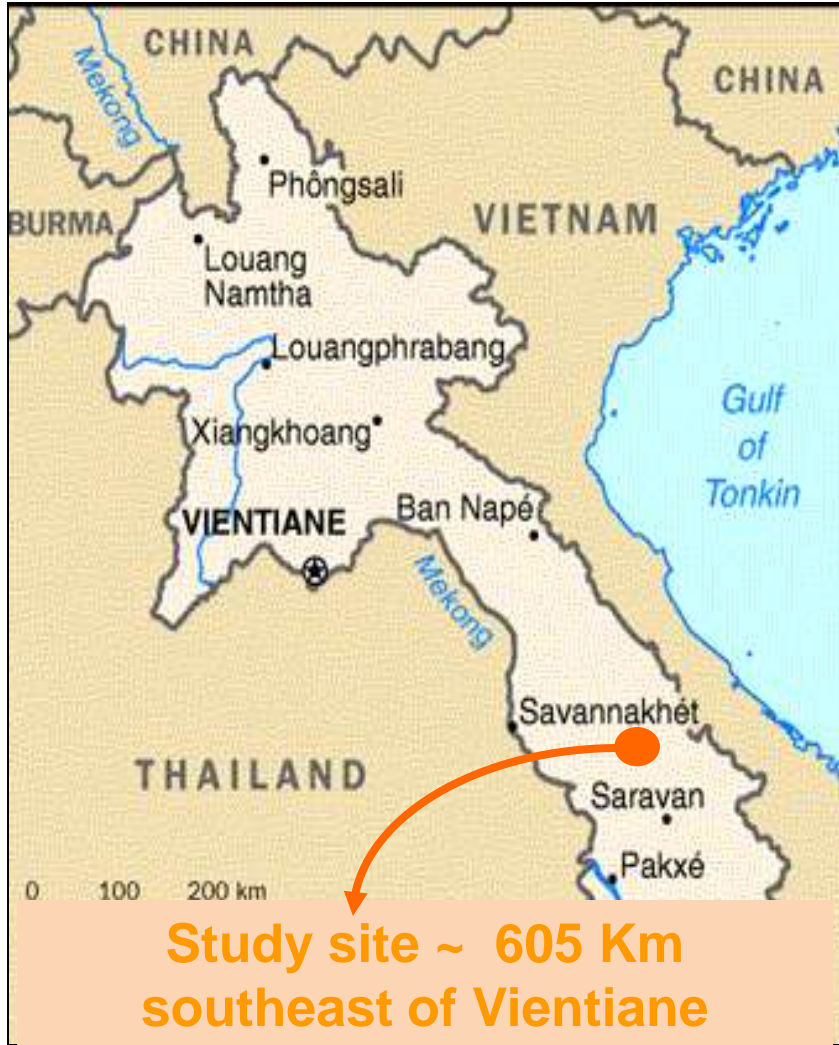 CHINA
CHINA
Mekong
Phôngsali
BURMA
VIETNAM
Louang
Namtha
Louangphrabang
Gulf
of
Tonkin
Xiangkhoang
Ban Napé
VIENTIANE
Mekong
Savannakhét
THAILAND
Saravan
Pakxé
0 100 200 km
Study site ~ 605 Km
southeast of Vientiane